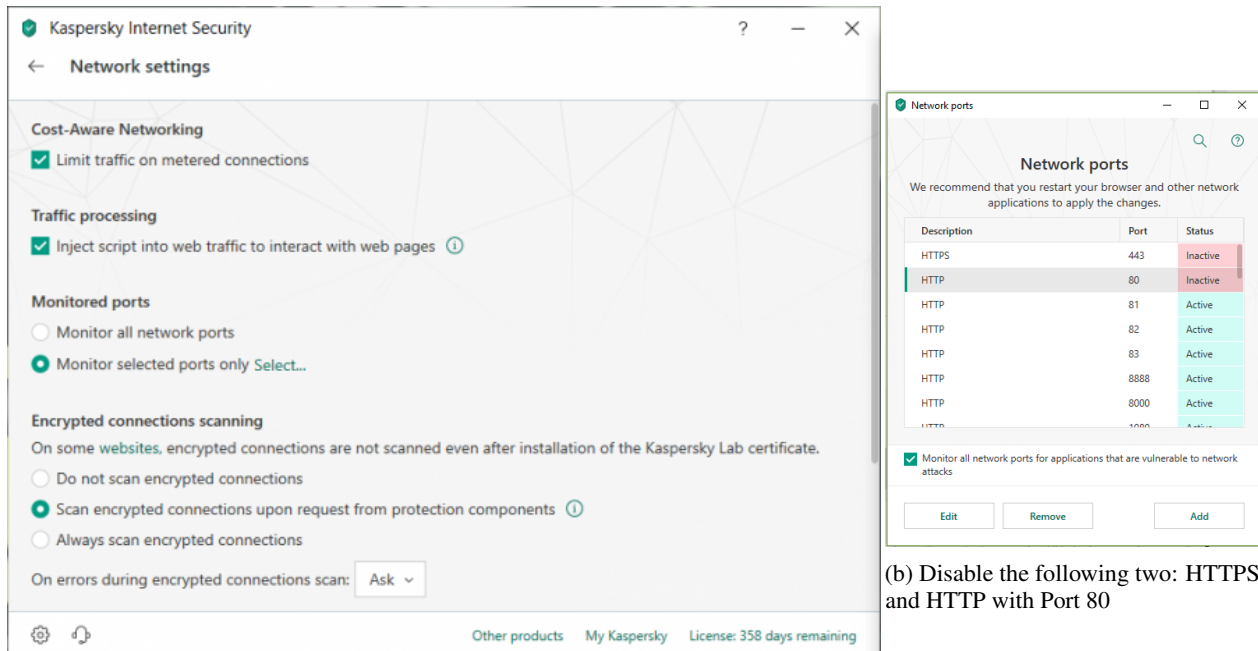 Kaspersky Internet Security
Network settings
Cost-Aware Networking
Limit traffic on metered connections
Traffic processing
Inject script into web traffic to interact with web pages
Monitored ports
Monitor all network ports
Monitor selected ports only Select...
Encrypted connections scanning
On some websites, encrypted connections are not scanned even after installation of the Kaspersky Lab certificate.
Do not scan encrypted connections
Scan encrypted connections upon request from protection components
Always scan encrypted connections
On errors during encrypted connections scan: Ask
Other products My Kaspersky License: 358 days remaining
Network ports
Network ports
We recommend that you restart your browser and other network
applications to apply the changes.
Description Port Status
HTTPS 443 Inactive
HTTP 80 Inactive
HTTP 81 Active
HTTP 82 Active
HTTP 83 Active
HTTP 8888 Active
HTTP 8000 Active
HTTP 1080 Active
Monitor all network ports for applications that are vulnerable to network
attacks
Edit Remove Add
(b) Disable the following two: HTTPS
and HTTP with Port 80